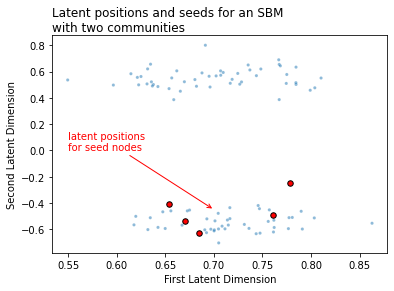 Latent positions and seeds for an SBM
with two communities
0.8
0.6
0.4
0.2
0.0
−0.2
−0.4
−0.6
Second Latent Dimension
latent positions
for seed nodes
0.55 0.60 0.65 0.70 0.75 0.80 0.85
First Latent Dimension